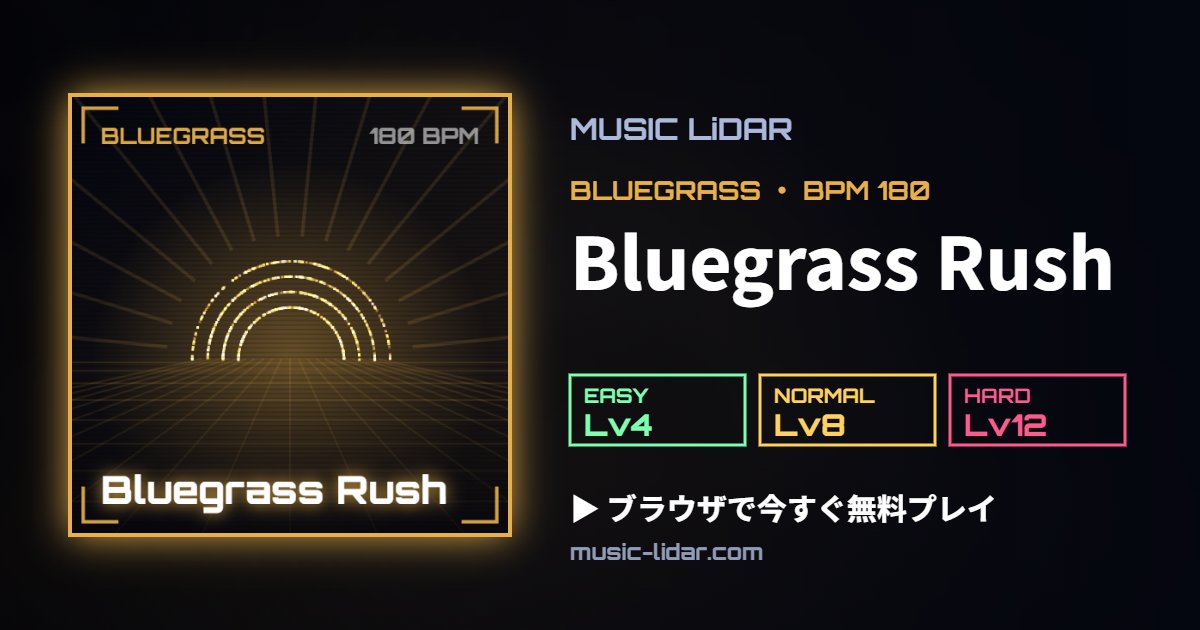 BLUEGRASS
180 BPM
Bluegrass Rush
MUSIC LiDAR
BLUEGRASS • BPM 180
Bluegrass Rush
EASY
Lv4
NORMAL
Lv8
HARD
Lv12
▶ ブラウザで今すぐ無料プレイ
music-lidar.com